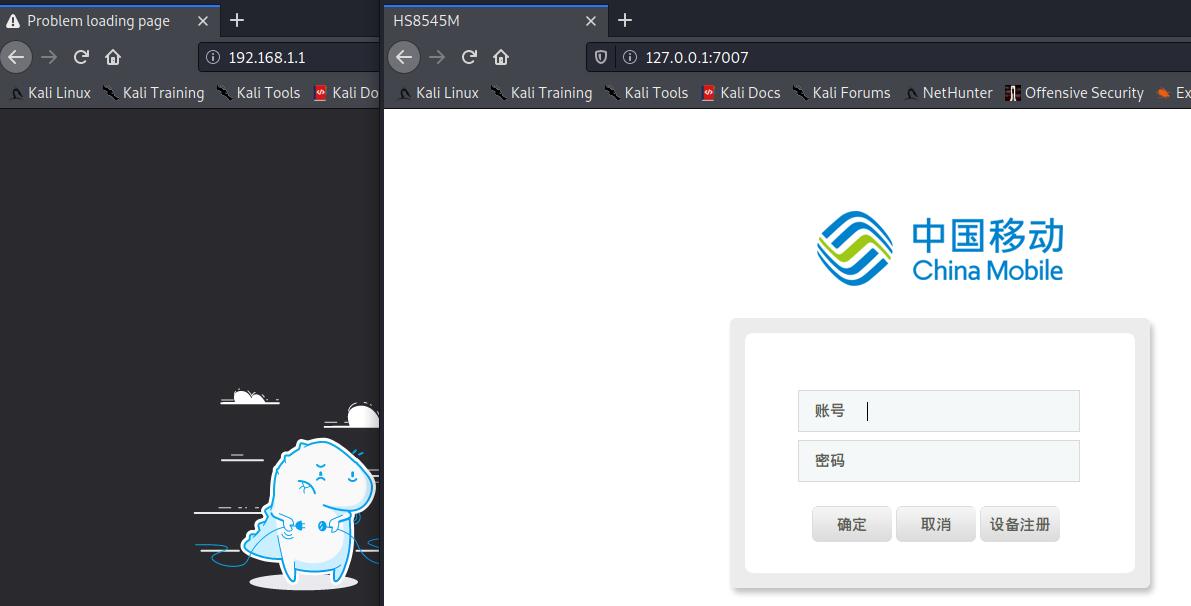 Problem loading page
192.168.1.1
Kali Linux Kali Training Kali Tools Kali Do
HS8545M
127.0.0.1:7007
Kali Linux Kali Training Kali Tools Kali Docs Kali Forums NetHunter Offensive Security Ex
中国移动
China Mobile
账号
密码
确定 取消 设备注册